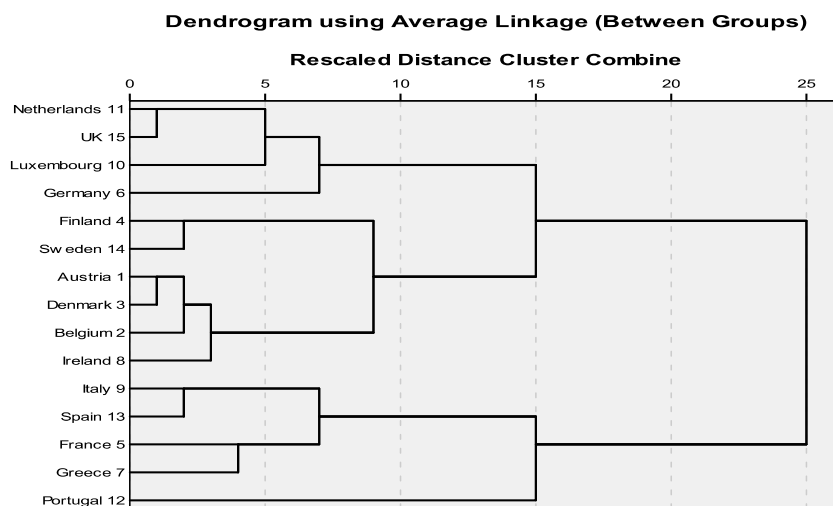 Dendrogram using Average Linkage (Between Groups)
Rescaled Distance Cluster Combine
0 5 10 15 20 25
Netherlands 11
UK 15
Luxembourg 10
Germany 6
Finland 4
Sweden 14
Austria 1
Denmark 3
Belgium 2
Ireland 8
Italy 9
Spain 13
France 5
Greece 7
Portugal 12